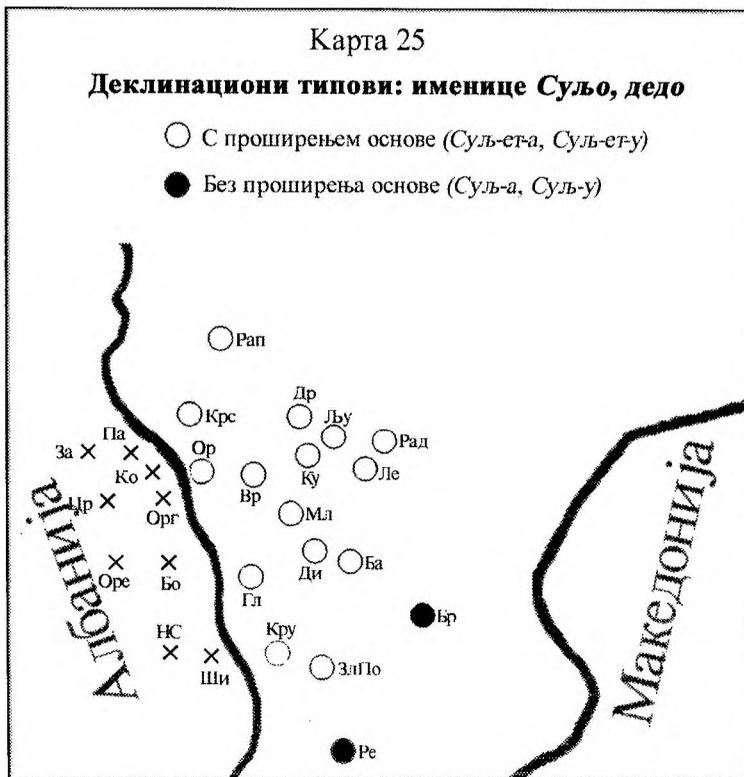 Карта 25
Деклинациони типови: именице Суљо, дедо
С проширењем основе (Суљ-ет-а, Суљ-ет-у)
Без проширења основе (Суљ-а, Суљ-у)
Рап
Др
Крс
Љу
Рад
Па
За
Ор
Ку
Ле
Ко
Вр
Цр
Орг
Мл
Ди
Ба
Оре
Бо
Гл
Бр
НС
Кру
Ши
ЗлПо
Ре
Албанија
Македонија